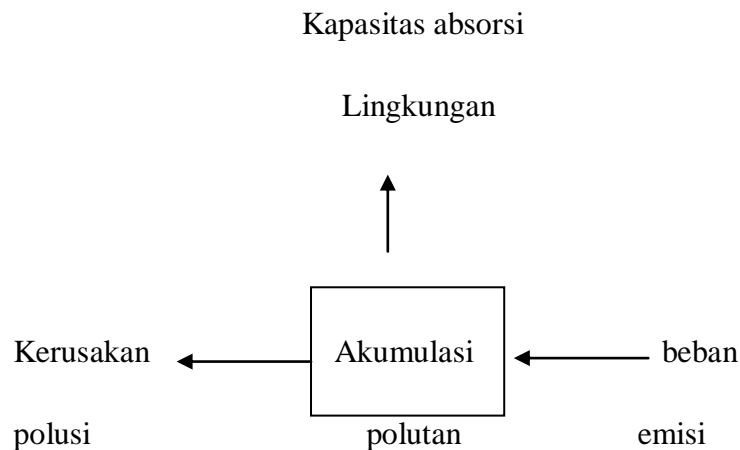 Kapasitas absorsi
Lingkungan
Kerusakan Akumulasi beban
polusi polutan emisi